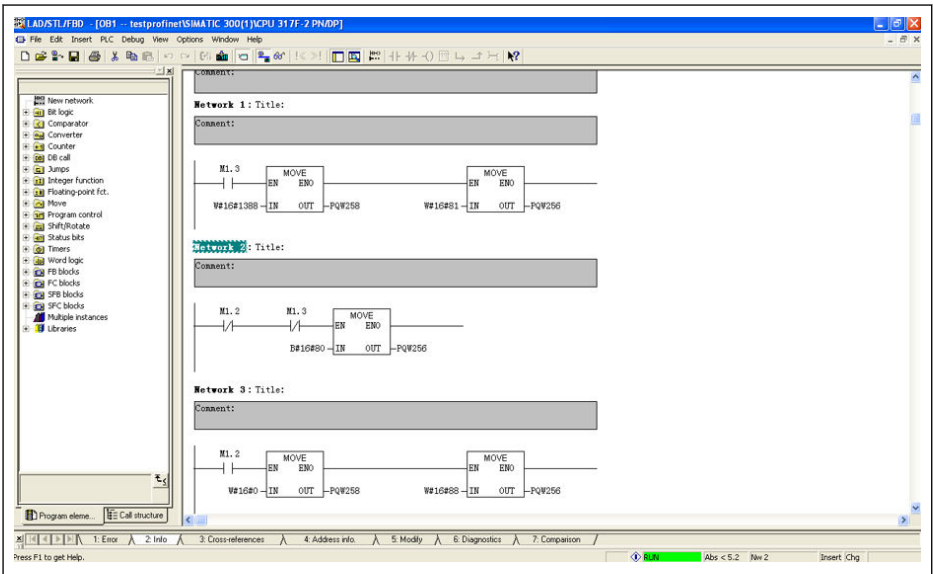 LAD/STL/FBD - [OB1 -- testprofinet\SIMATIC 300(1)\CPU 317F-2 PN/DP]
File Edit Insert PLC Debug View Options Window Help
New network
Bit logic
Comparator
Converter
Counter
DB call
Jumps
Integer function
Floating-point fct.
Move
Program control
Shift/Rotate
Status bits
Timers
Word logic
FB blocks
FC blocks
SFB blocks
SFC blocks
Multiple instances
Libraries
Program eleme... Call structure
Comment:
Network 1: Title:
Comment:
M1.3 MOVE MOVE
EN ENO EN ENO
W#16#1388 IN OUT PQW258 W#16#81 IN OUT PQW256
Network 2: Title:
Comment:
M1.2 M1.3 MOVE
EN ENO
B#16#80 IN OUT PQW256
Network 3: Title:
Comment:
M1.2 MOVE MOVE
EN ENO EN ENO
W#16#0 IN OUT PQW258 W#16#88 IN OUT PQW256
1: Error 2: Info 3: Cross-references 4: Address info. 5: Modify 6: Diagnostics 7: Comparison
Press F1 to get Help. RUN Abs < 5.2 Nw 2 Insert Chg